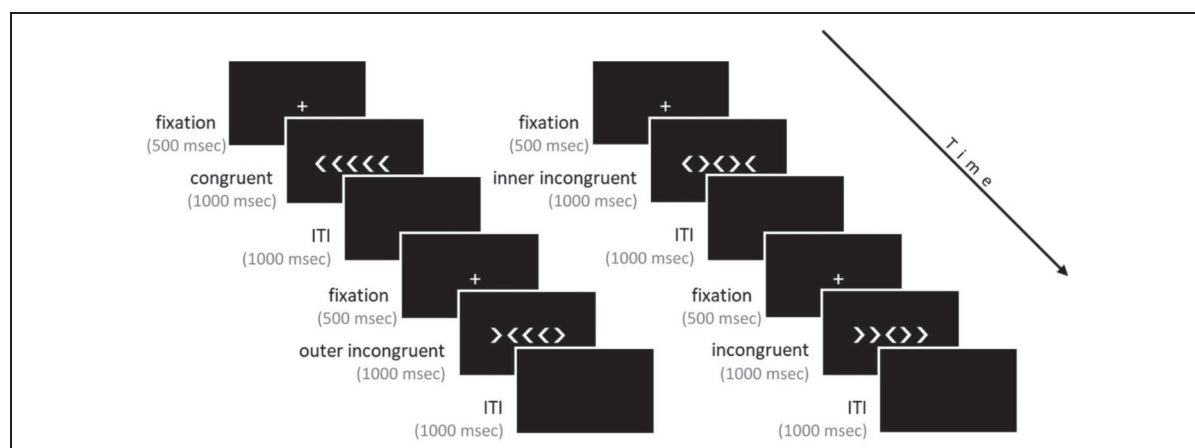 fixation
(500 msec)
+
congruent
(1000 msec)
‹‹‹‹‹
ITI
(1000 msec)
fixation
(500 msec)
+
outer incongruent
(1000 msec)
›‹‹‹›
ITI
(1000 msec)
fixation
(500 msec)
+
inner incongruent
(1000 msec)
‹›‹›‹
ITI
(1000 msec)
fixation
(500 msec)
+
incongruent
(1000 msec)
››‹››
ITI
(1000 msec)
Time